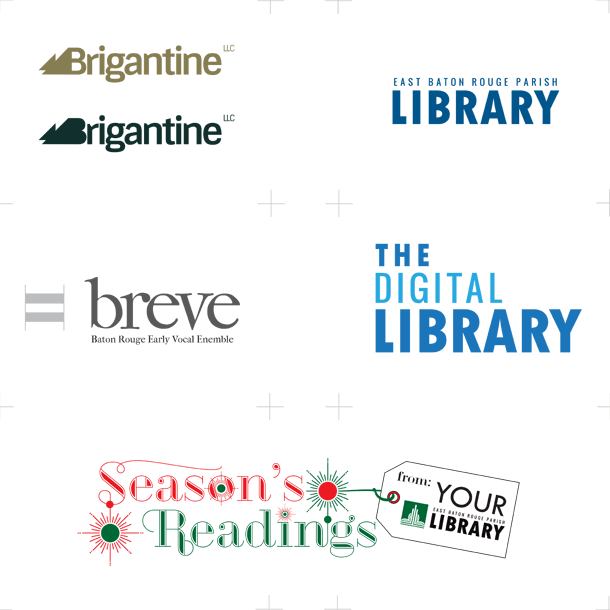 Brigantine LLC
Brigantine LLC
EAST BATON ROUGE PARISH
LIBRARY
breve
Baton Rouge Early Vocal Enemble
THE
DIGITAL
LIBRARY
Season's
Readings
from:
YOUR
EAST BATON ROUGE PARISH
LIBRARY